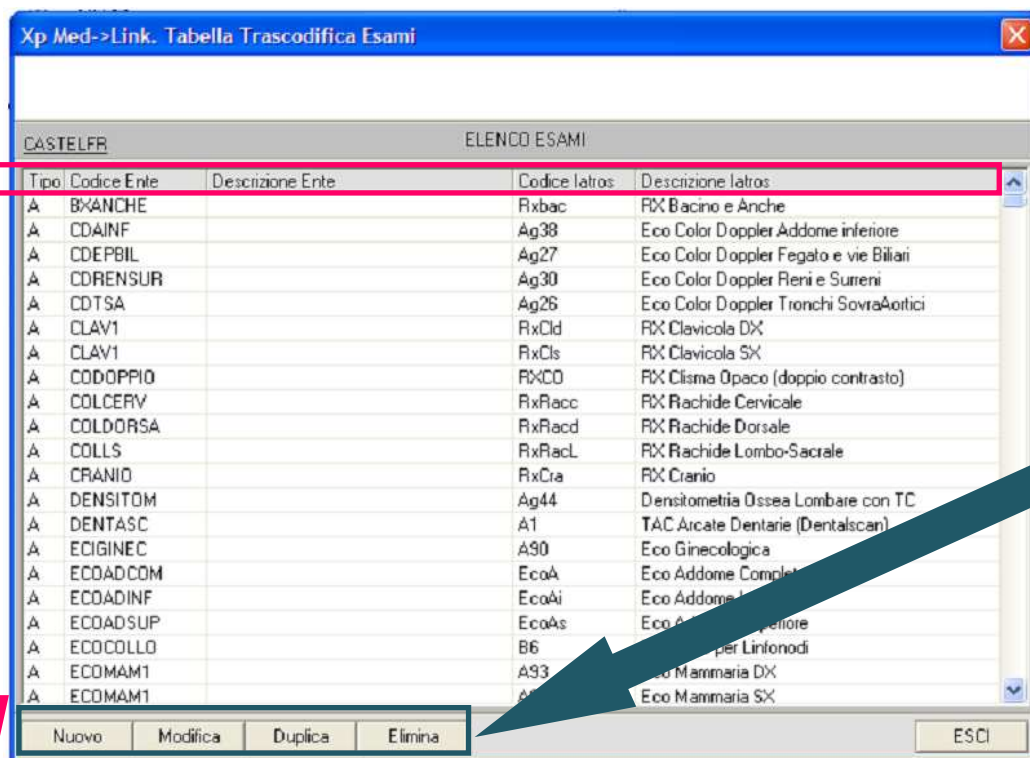 Xp Med->Link. Tabella Trascodifica Esami
CASTELFR ELENCO ESAMI
Tipo Codice Ente Descrizione Ente Codice Iatros Descrizione Iatros
A BXANCHE Rxbac RX Bacino e Anche
A CDAINF Ag38 Eco Color Doppler Addome inferiore
A CDEPBIL Ag27 Eco Color Doppler Fegato e vie Biliari
A CDRENSUR Ag30 Eco Color Doppler Reni e Surreni
A CDTSA Ag26 Eco Color Doppler Tronchi SovraAortici
A CLAV1 RxCld RX Clavicola DX
A CLAV1 RxCls RX Clavicola SX
A CODOPPIO RXCO RX Clisma Opaco (doppio contrasto)
A COLCERV RxRacc RX Rachide Cervicale
A COLDORSA RxRacd RX Rachide Dorsale
A COLLS RxRacL RX Rachide Lombo-Sacrale
A CRANIO RxCra RX Cranio
A DENSITOM Ag44 Densitometria Ossea Lombare con TC
A DENTASC A1 TAC Arcate Dentarie (Dentalscan)
A ECIGINEC A90 Eco Ginecologica
A ECOADCOM EcoA Eco Addome
A ECOADINF EcoAi Eco Addome
A ECOADSUP EcoAs Eco
A ECOCOLLO B6 per Linfonodi
A ECOMAM1 A93 Mammaria DX
A ECOMAM1 Eco Mammaria SX
Nuovo Modifica Duplica Elimina ESCI